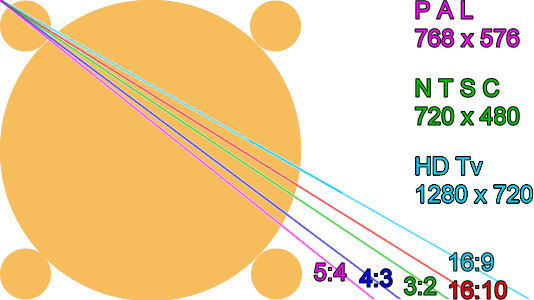 P A L
768 x 576
N T S C
720 x 480
HD Tv
1280 x 720
16:9
5:4 4:3 3:2 16:10